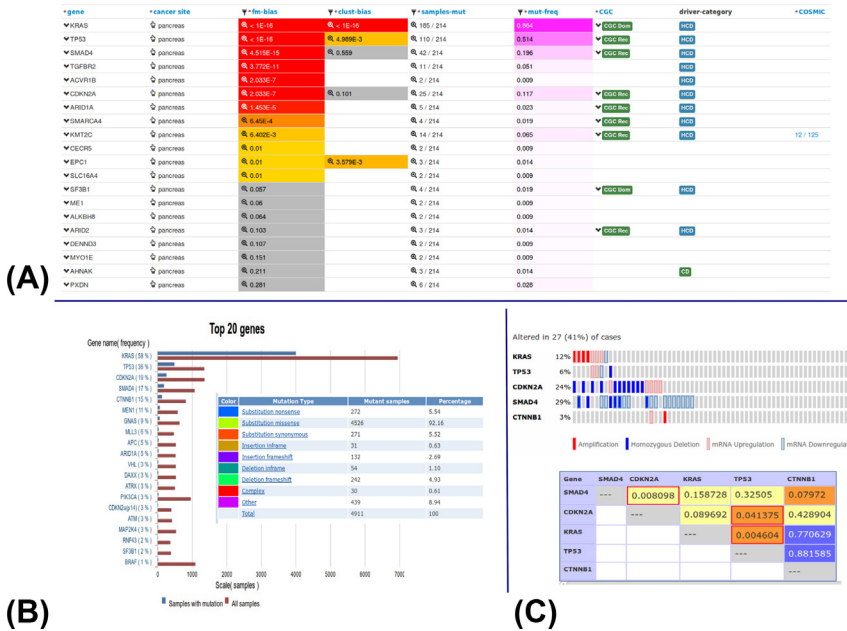 gene cancer site fm-bias clust-bias samples-mut mut-freq CGC driver-category COSMIC
KRAS pancreas < 1E-16 < 1E-16 185 / 214 0.864 CGC Dom HCD
TP53 pancreas < 1E-16 4.989E-3 110 / 214 0.514 CGC Rec HCD
SMAD4 pancreas 4.515E-15 0.559 42 / 214 0.196 CGC Rec HCD
TGFBR2 pancreas 3.772E-11 11 / 214 0.051 HCD
ACVR1B pancreas 2.033E-7 2 / 214 0.009 HCD
CDKN2A pancreas 2.033E-7 0.101 25 / 214 0.117 CGC Rec HCD
ARID1A pancreas 1.453E-5 5 / 214 0.023 CGC Rec HCD
SMARCA4 pancreas 6.45E-4 4 / 214 0.019 CGC Rec HCD
KMT2C pancreas 6.402E-3 14 / 214 0.065 CGC Rec HCD 12 / 125
CECR5 pancreas 0.01 2 / 214 0.009
EPC1 pancreas 0.01 3.579E-3 3 / 214 0.014
SLC16A4 pancreas 0.01 2 / 214 0.009
SF3B1 pancreas 0.057 4 / 214 0.019 CGC Dom HCD
ME1 pancreas 0.06 2 / 214 0.009
ALKBH6 pancreas 0.064 2 / 214 0.009
ARID2 pancreas 0.103 3 / 214 0.014 CGC Rec HCD
DENND3 pancreas 0.107 2 / 214 0.009
MYO1E pancreas 0.151 2 / 214 0.009
AHNAK pancreas 0.211 3 / 214 0.014 CD
PXDN pancreas 0.281 6 / 214 0.028
(A)
Top 20 genes
Gene name( frequency )
KRAS ( 58 % )
TP53 ( 36 % )
CDKN2A ( 19 % )
SMAD4 ( 17 % )
CTNNB1 ( 15 % )
MEN1 ( 11 % )
GNAS ( 9 % )
MLL3 ( 6 % )
APC ( 5 % )
ARID1A ( 5 % )
VHL ( 3 % )
DAXX ( 3 % )
ATRX ( 3 % )
PIK3CA ( 3 % )
CDKN2a(p14) ( 3 % )
ATM ( 3 % )
MAP2K4 ( 3 % )
RNF43 ( 2 % )
SF3B1 ( 2 % )
BRAF ( 1 % )
0 1000 2000 3000 4000 5000 6000 7000
Scale( samples )
Samples with mutation All samples
Color Mutation Type Mutant samples Percentage
Substitution nonsense 272 5.54
Substitution missense 4526 92.16
Substitution synonymous 271 5.52
Insertion inframe 31 0.63
Insertion frameshift 132 2.69
Deletion inframe 54 1.10
Deletion frameshift 242 4.93
Complex 30 0.61
Other 439 8.94
Total 4911 100
(B)
Altered in 27 (41%) of cases
KRAS 12%
TP53 6%
CDKN2A 24%
SMAD4 29%
CTNNB1 3%
Amplification Homozygous Deletion mRNA Upregulation mRNA Downregula
Gene SMAD4 CDKN2A KRAS TP53 CTNNB1
SMAD4 --- 0.008098 0.158728 0.32505 0.07972
CDKN2A --- 0.089692 0.041375 0.428904
KRAS --- 0.004604 0.770629
TP53 --- 0.881585
CTNNB1 ---
(C)